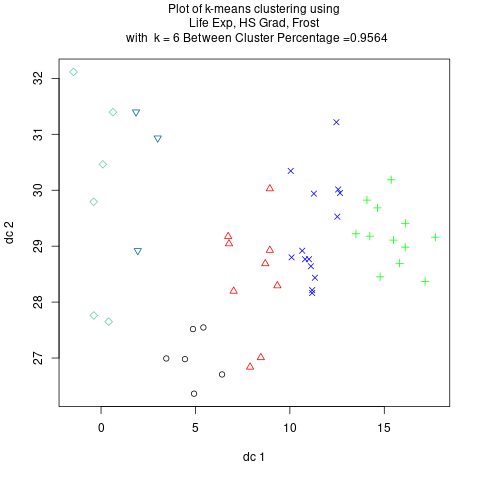 Plot of k-means clustering using
Life Exp, HS Grad, Frost
with k = 6 Between Cluster Percentage =0.9564
32
31
30
29
28
27
dc 2
0 5 10 15
dc 1